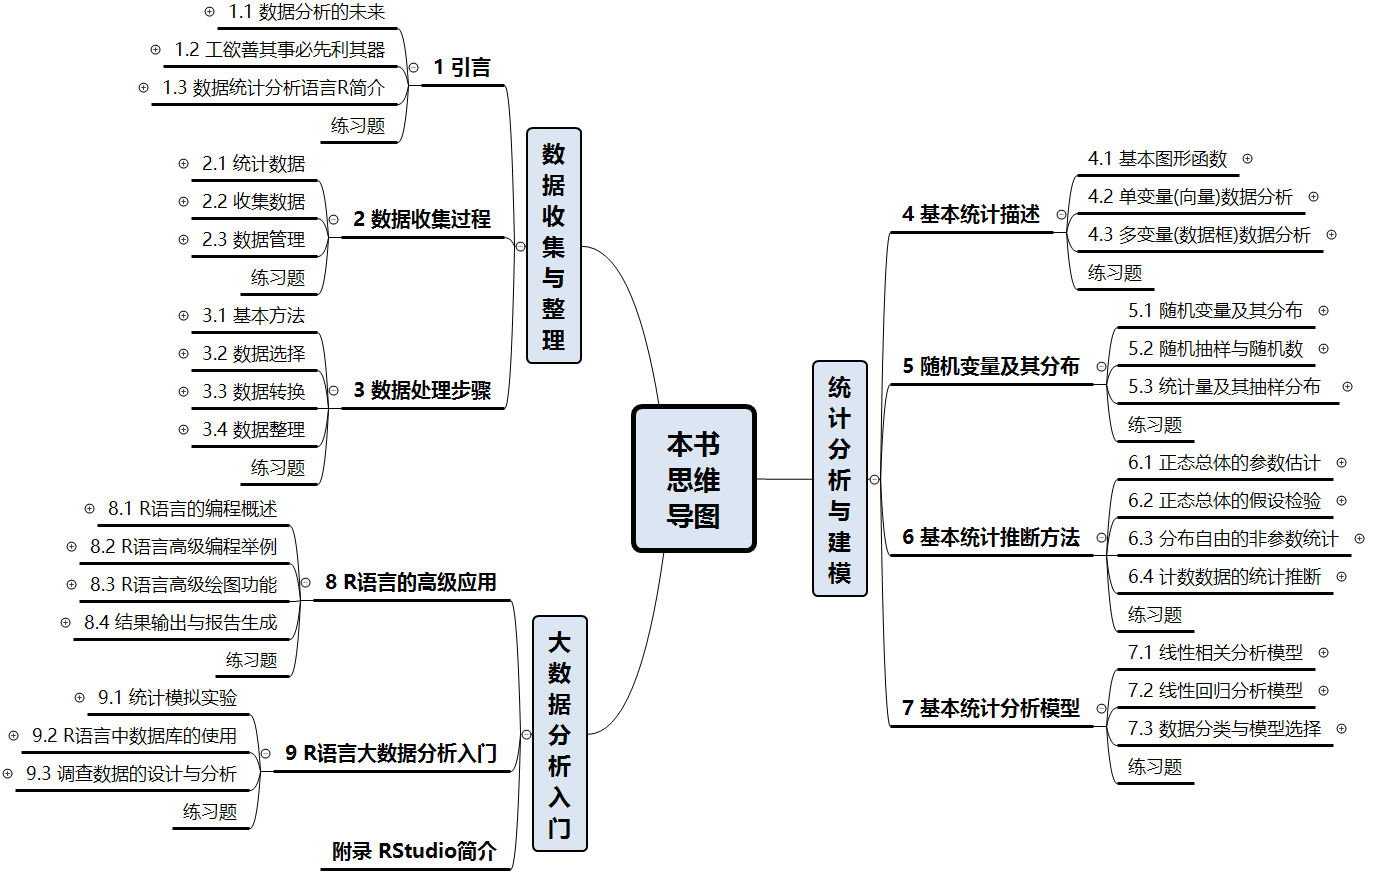 本书
思维
导图
数据收集与整理
1 引言
1.1 数据分析的未来
1.2 工欲善其事必先利其器
1.3 数据统计分析语言R简介
练习题
2 数据收集过程
2.1 统计数据
2.2 收集数据
2.3 数据管理
练习题
3 数据处理步骤
3.1 基本方法
3.2 数据选择
3.3 数据转换
3.4 数据整理
练习题
统计分析与建模
4 基本统计描述
4.1 基本图形函数
4.2 单变量(向量)数据分析
4.3 多变量(数据框)数据分析
练习题
5 随机变量及其分布
5.1 随机变量及其分布
5.2 随机抽样与随机数
5.3 统计量及其抽样分布
练习题
6 基本统计推断方法
6.1 正态总体的参数估计
6.2 正态总体的假设检验
6.3 分布自由的非参数统计
6.4 计数数据的统计推断
练习题
7 基本统计分析模型
7.1 线性相关分析模型
7.2 线性回归分析模型
7.3 数据分类与模型选择
练习题
大数据分析入门
8 R语言的高级应用
8.1 R语言的编程概述
8.2 R语言高级编程举例
8.3 R语言高级绘图功能
8.4 结果输出与报告生成
练习题
9 R语言大数据分析入门
9.1 统计模拟实验
9.2 R语言中数据库的使用
9.3 调查数据的设计与分析
练习题
附录 RStudio简介